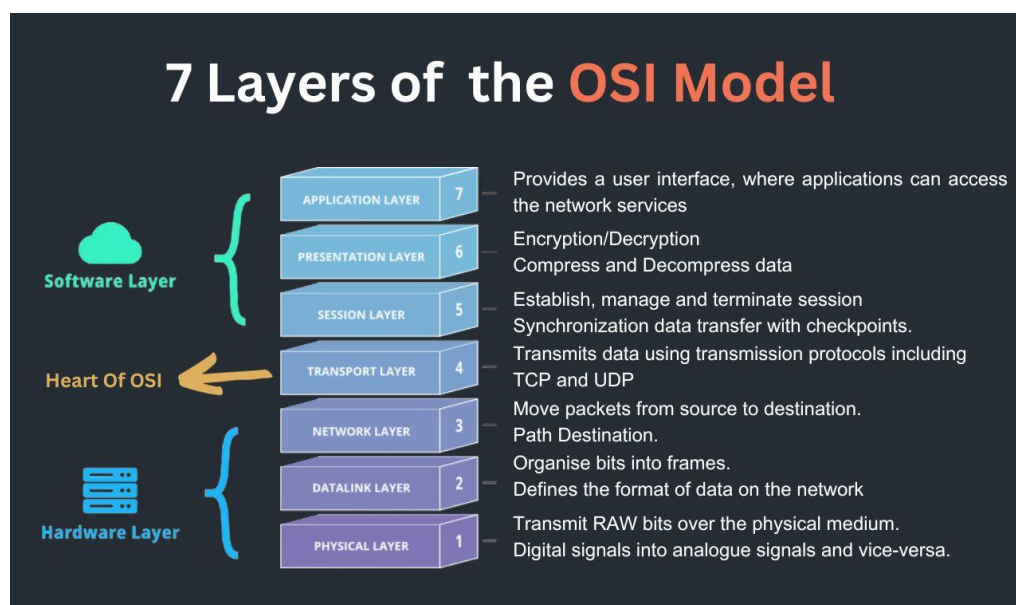 7 Layers of the OSI Model
APPLICATION LAYER 7
Provides a user interface, where applications can access
the network services
PRESENTATION LAYER 6
Encryption/Decryption
Compress and Decompress data
Software Layer
SESSION LAYER 5
Establish, manage and terminate session
Synchronization data transfer with checkpoints.
Heart Of OSI
TRANSPORT LAYER 4
Transmits data using transmission protocols including
TCP and UDP
NETWORK LAYER 3
Move packets from source to destination.
Path Destination.
DATALINK LAYER 2
Organise bits into frames.
Defines the format of data on the network
Hardware Layer
PHYSICAL LAYER 1
Transmit RAW bits over the physical medium.
Digital signals into analogue signals and vice-versa.